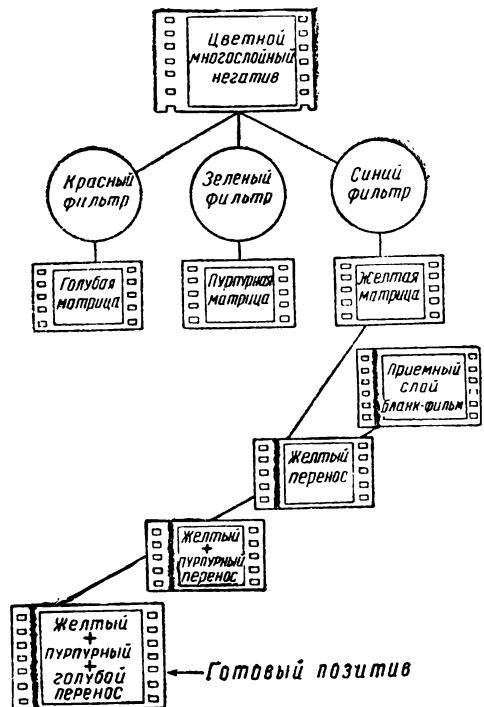 Цветной
многослойный
негатив
Красный
фильтр
Зеленый
фильтр
Синий
фильтр
Голубая
матрица
Пурпурная
матрица
Желтая
матрица
Приемный
слой
бланк-фильм
Желтый
перенос
Желтый
+
пурпурный
перенос
Желтый
+
пурпурный
+
голубой
перенос
Готовый позитив